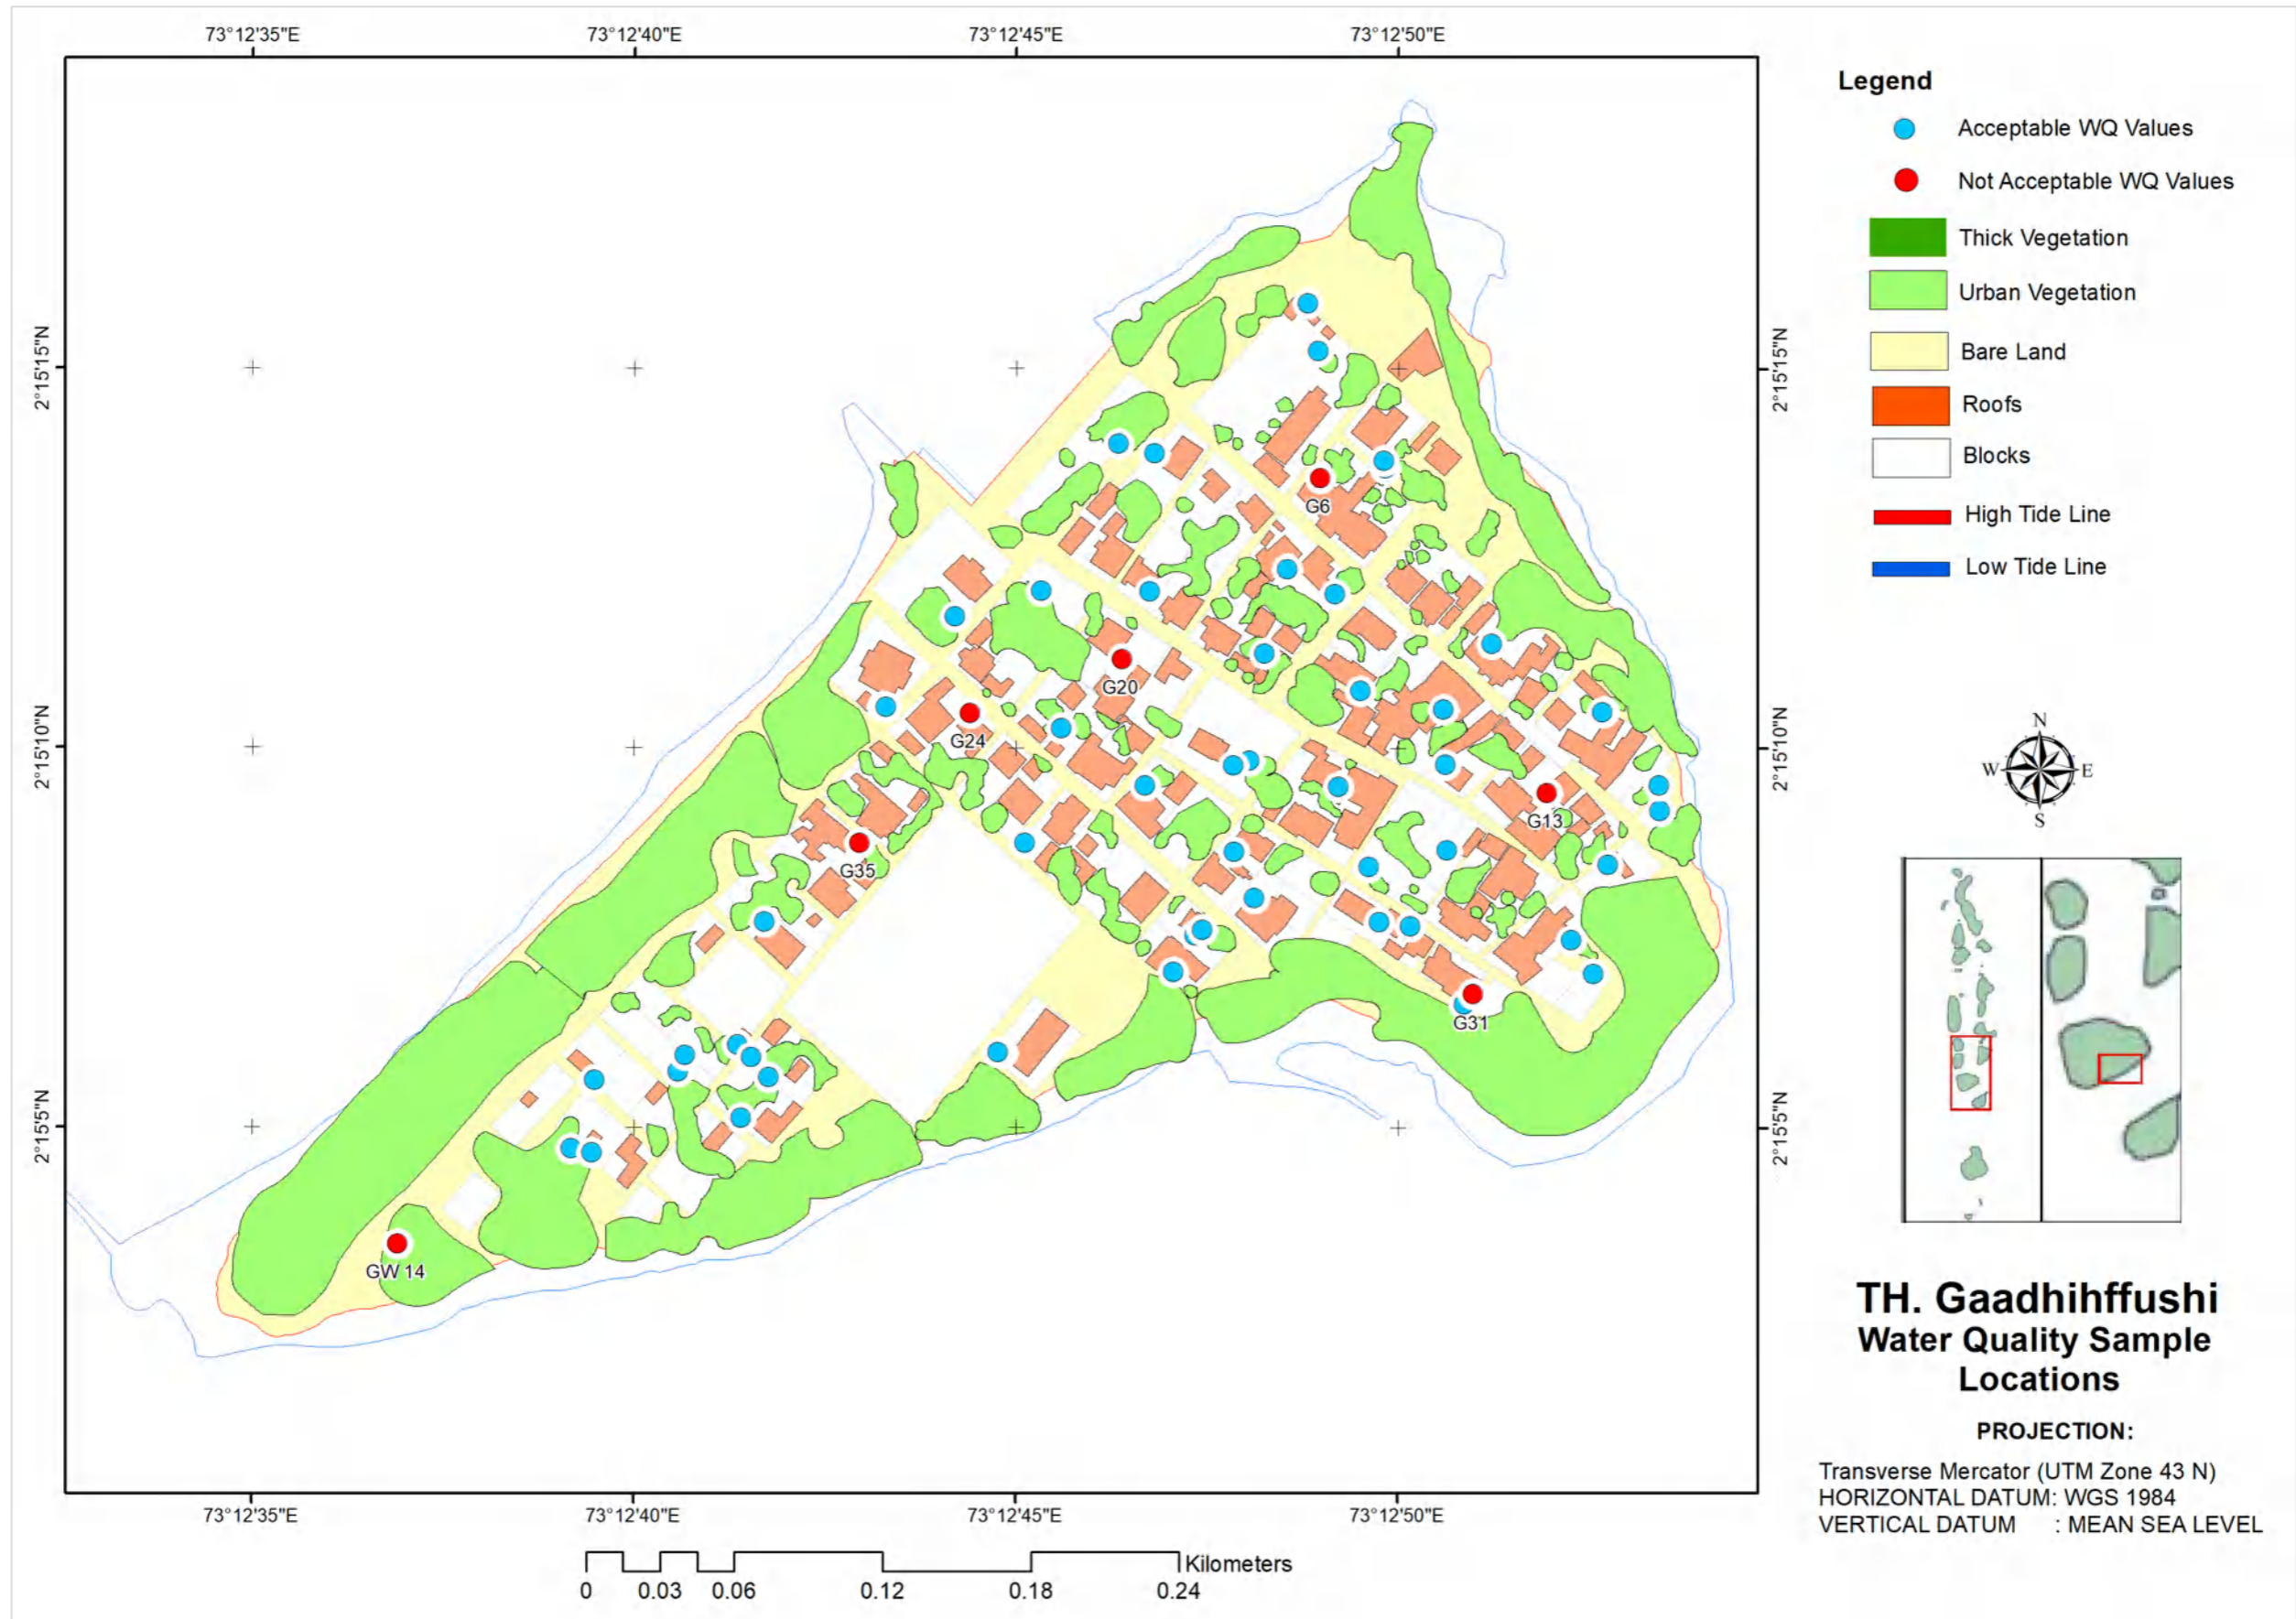 73°12'35"E
73°12'40"E
73°12'45"E
73°12'50"E
2°15'15"N
2°15'15"N
2°15'10"N
2°15'10"N
2°15'5"N
2°15'5"N
G6
G20
G24
G13
G35
G31
GW 14
73°12'35"E
73°12'40"E
73°12'45"E
73°12'50"E
Kilometers
0
0.03
0.06
0.12
0.18
0.24
Legend
Acceptable WQ Values
Not Acceptable WQ Values
Thick Vegetation
Urban Vegetation
Bare Land
Roofs
Blocks
High Tide Line
Low Tide Line
N
W
E
S
TH. Gaadhihffushi
Water Quality Sample
Locations
PROJECTION:
Transverse Mercator (UTM Zone 43 N)
HORIZONTAL DATUM: WGS 1984
VERTICAL DATUM : MEAN SEA LEVEL